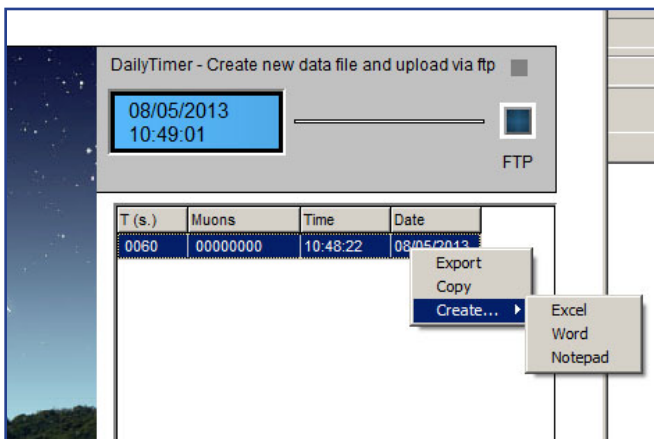 DailyTimer - Create new data file and upload via ftp
08/05/2013
10:49:01
FTP
T (s.) Muons Time Date
0060 00000000 10:48:22 08/05/2013
Export
Copy
Create...
Excel
Word
Notepad